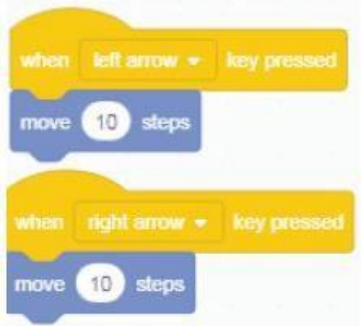 when left arrow key pressed
move 10 steps
when right arrow key pressed
move 10 steps